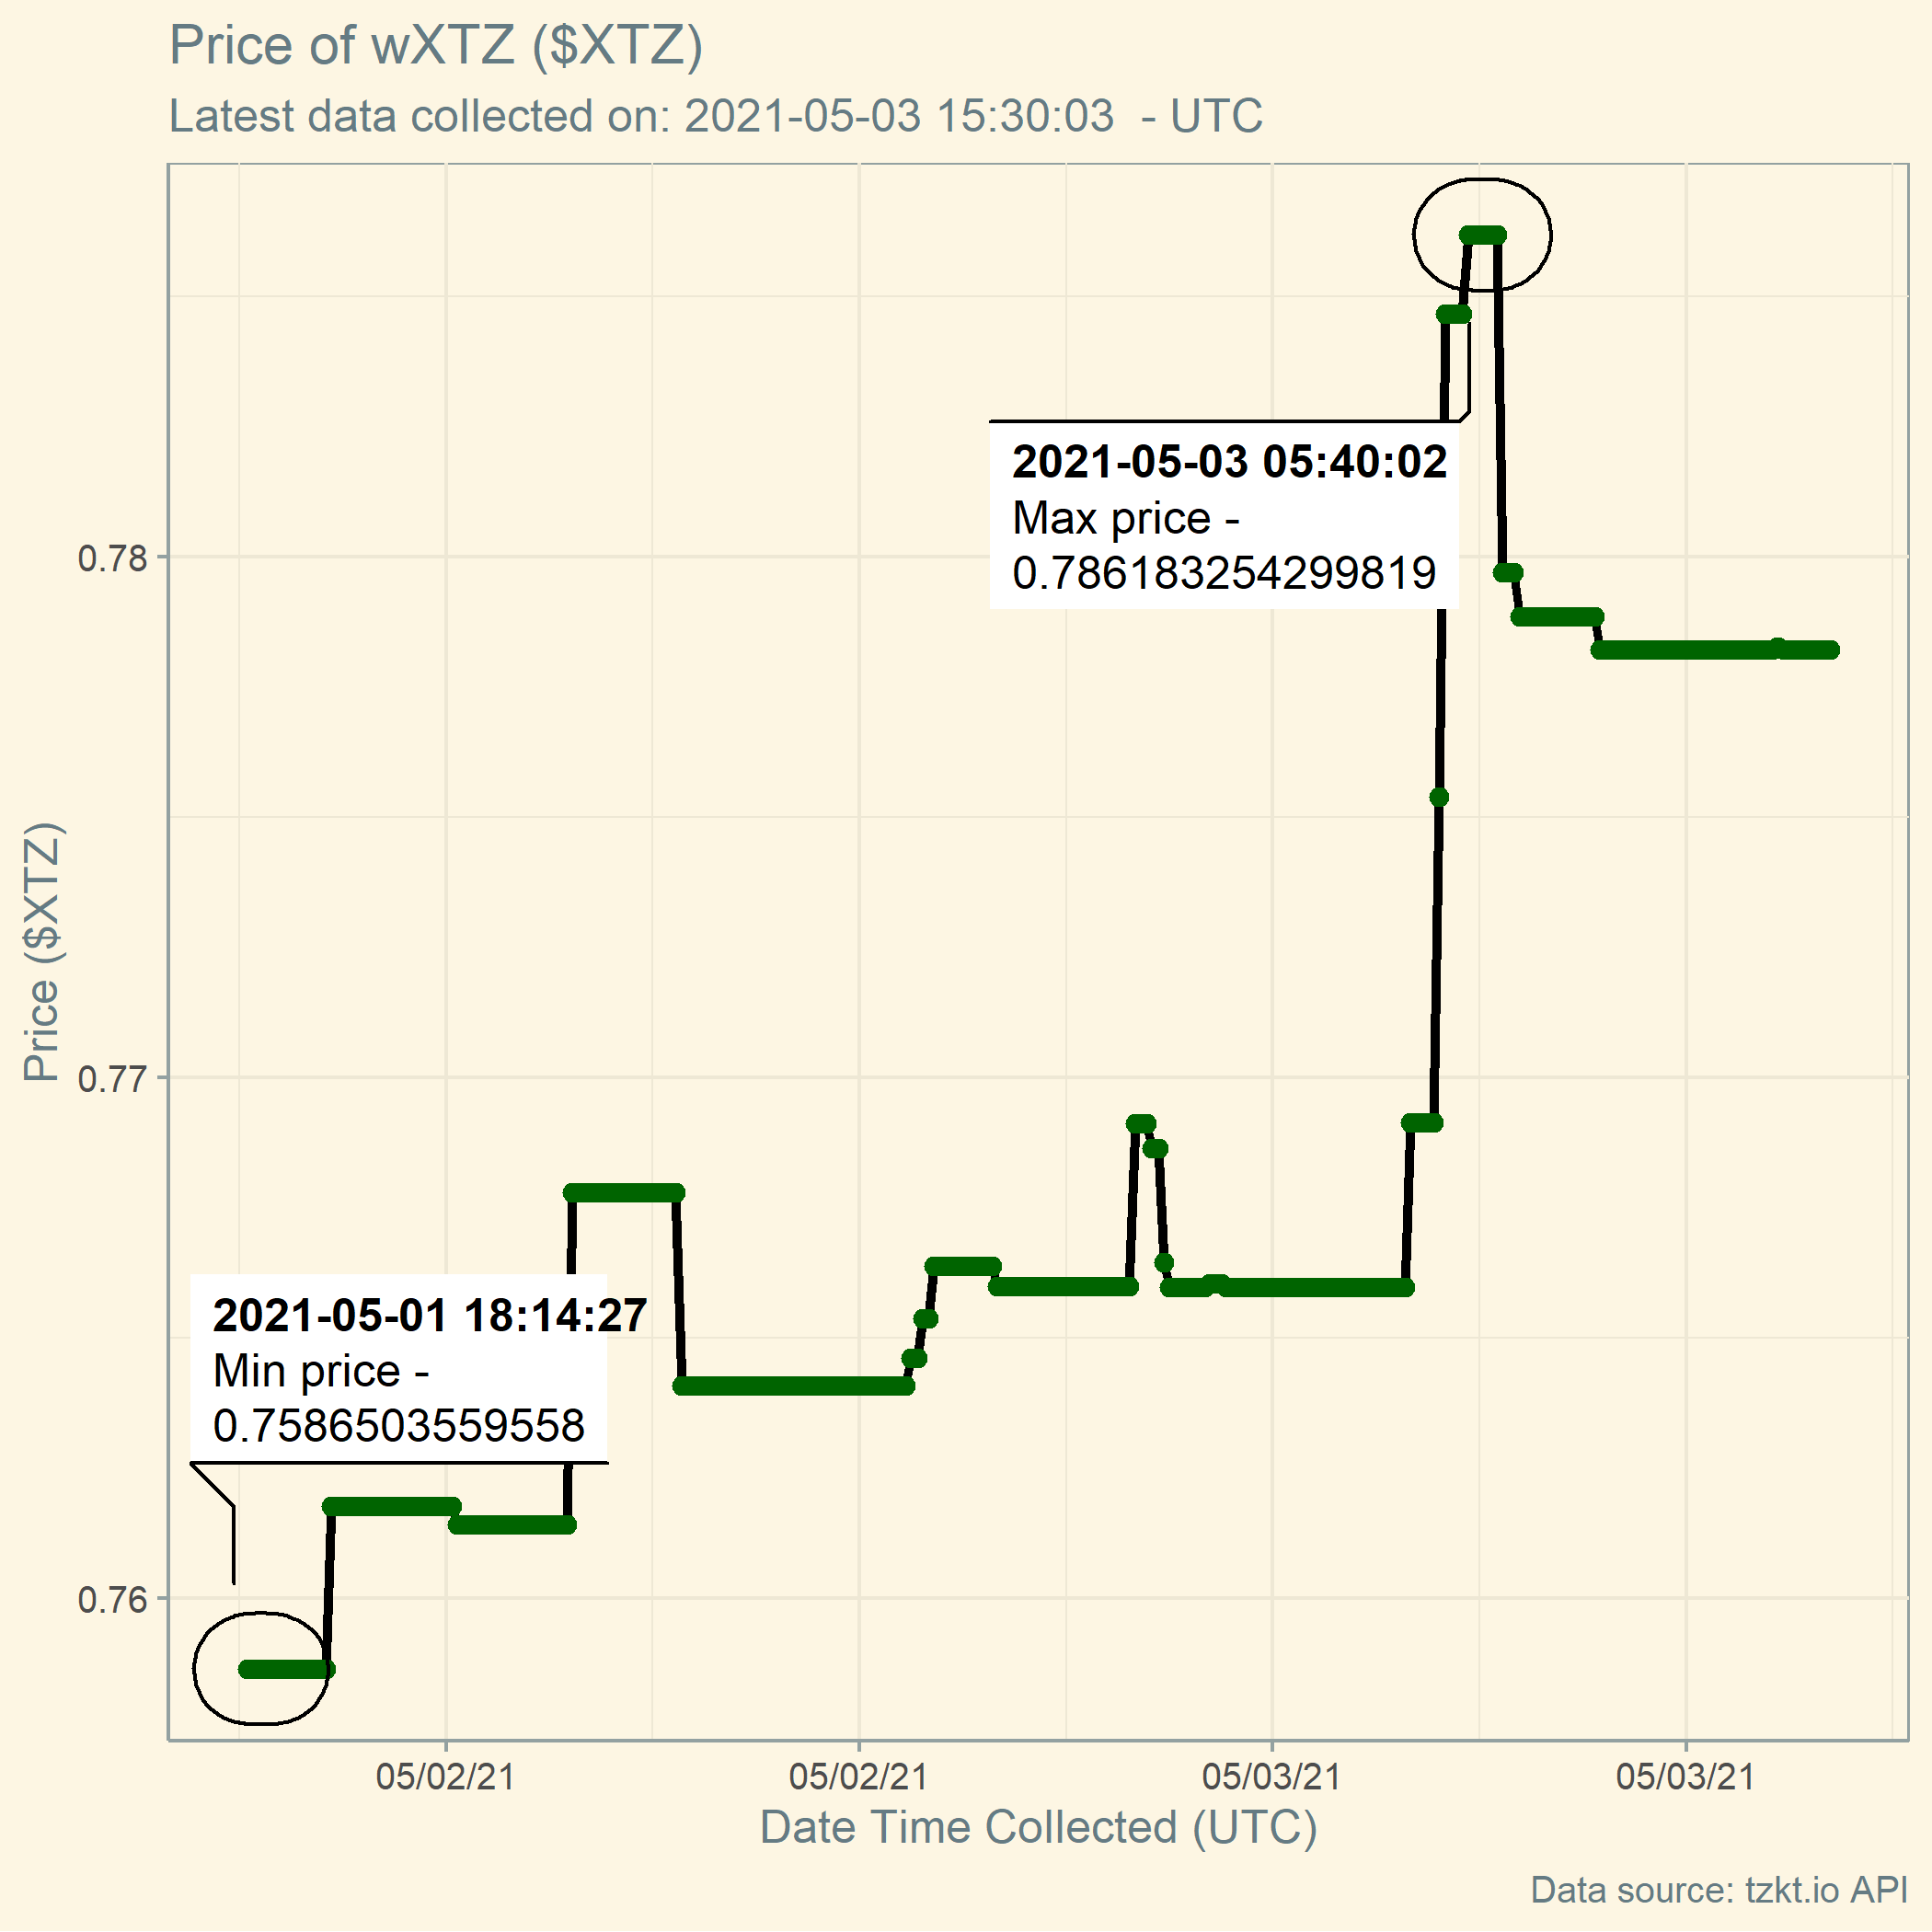 Price of wXTZ ($XTZ)
Latest data collected on: 2021-05-03 15:30:03  - UTC
2021-05-03 05:40:02
Max price -
0.786183254299819
0.78
Price ($XTZ)
0.77
2021-05-01 18:14:27
Min price -
0.7586503559558
0.76
05/02/21 05/02/21 05/03/21 05/03/21
Date Time Collected (UTC)
Data source: tzkt.io API